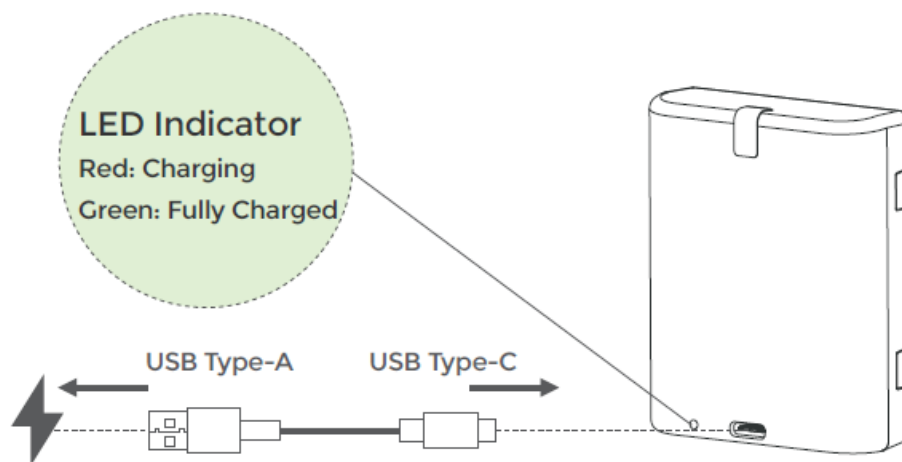 LED Indicator
Red: Charging
Green: Fully Charged
USB Type-A
USB Type-C